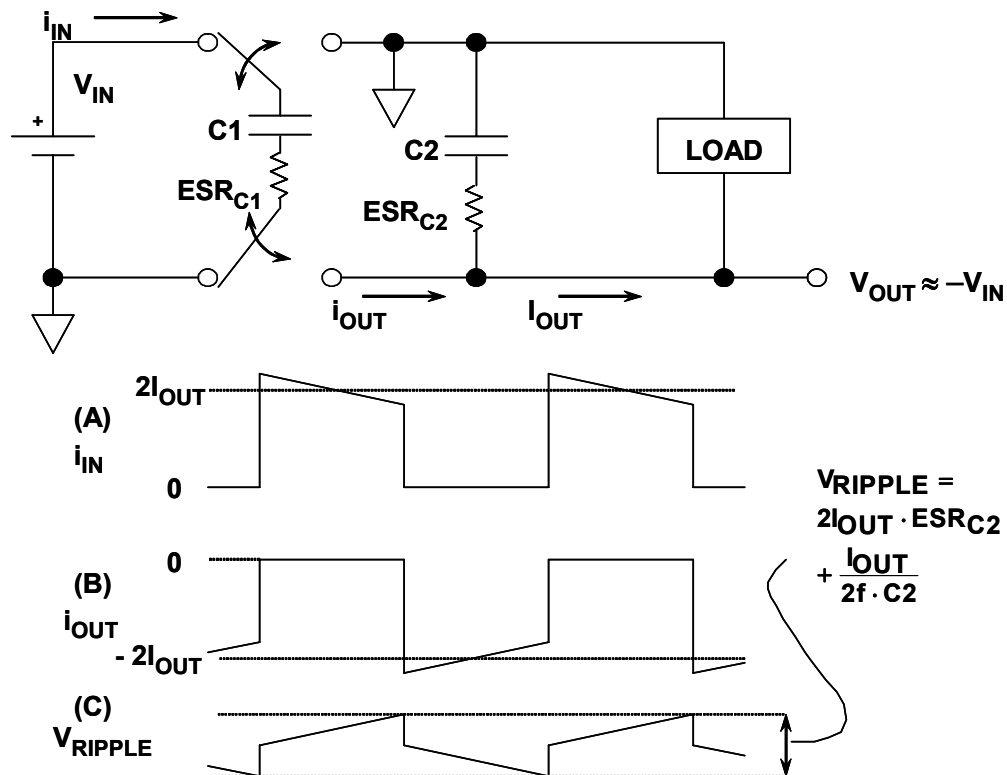 iIN
VIN
+
C1
ESRC1
C2
ESRC2
LOAD
iOUT
IOUT
VOUT ≈ –VIN
(A)
iIN
2IOUT
0
(B)
iOUT
0
- 2IOUT
(C)
VRIPPLE
VRIPPLE =
2IOUT · ESRC2
+ IOUT
2f · C2